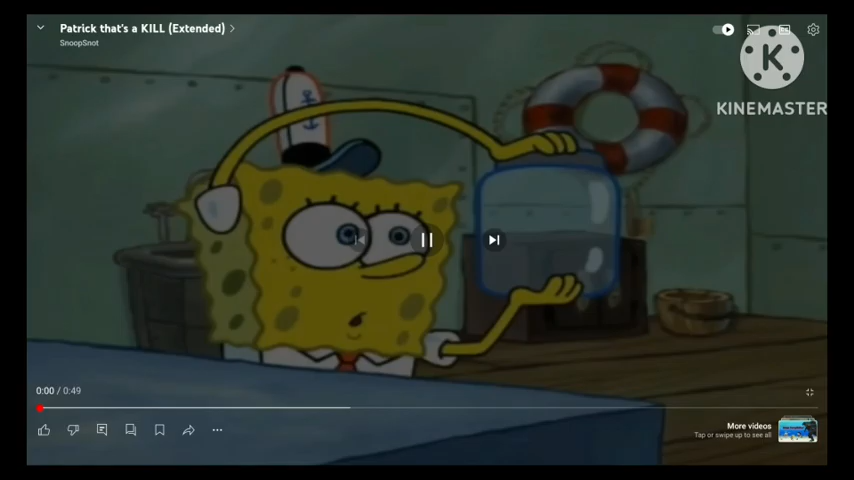 Patrick that's a KILL (Extended)
SnoopSnot
K
KINEMASTER
0:00 / 0:49
More videos
Tap or swipe up to see all